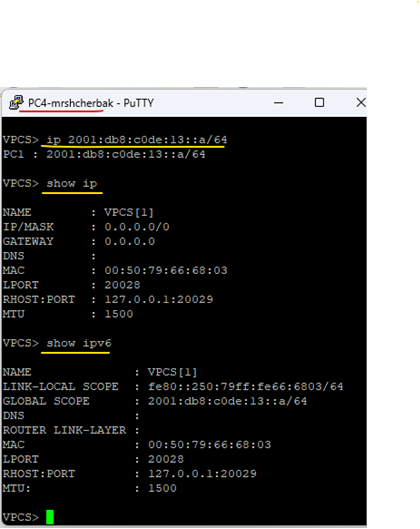 PC4-mrshcherbak - PuTTY
VPCS> ip 2001:db8:c0de:13::a/64
PC1 : 2001:db8:c0de:13::a/64
VPCS> show ip
NAME : VPCS[1]
IP/MASK : 0.0.0.0/0
GATEWAY : 0.0.0.0
DNS :
MAC : 00:50:79:66:68:03
LPORT : 20028
RHOST:PORT : 127.0.0.1:20029
MTU : 1500
VPCS> show ipv6
NAME : VPCS[1]
LINK-LOCAL SCOPE : fe80::250:79ff:fe66:6803/64
GLOBAL SCOPE : 2001:db8:c0de:13::a/64
DNS :
ROUTER LINK-LAYER :
MAC : 00:50:79:66:68:03
LPORT : 20028
RHOST:PORT : 127.0.0.1:20029
MTU: : 1500
VPCS>